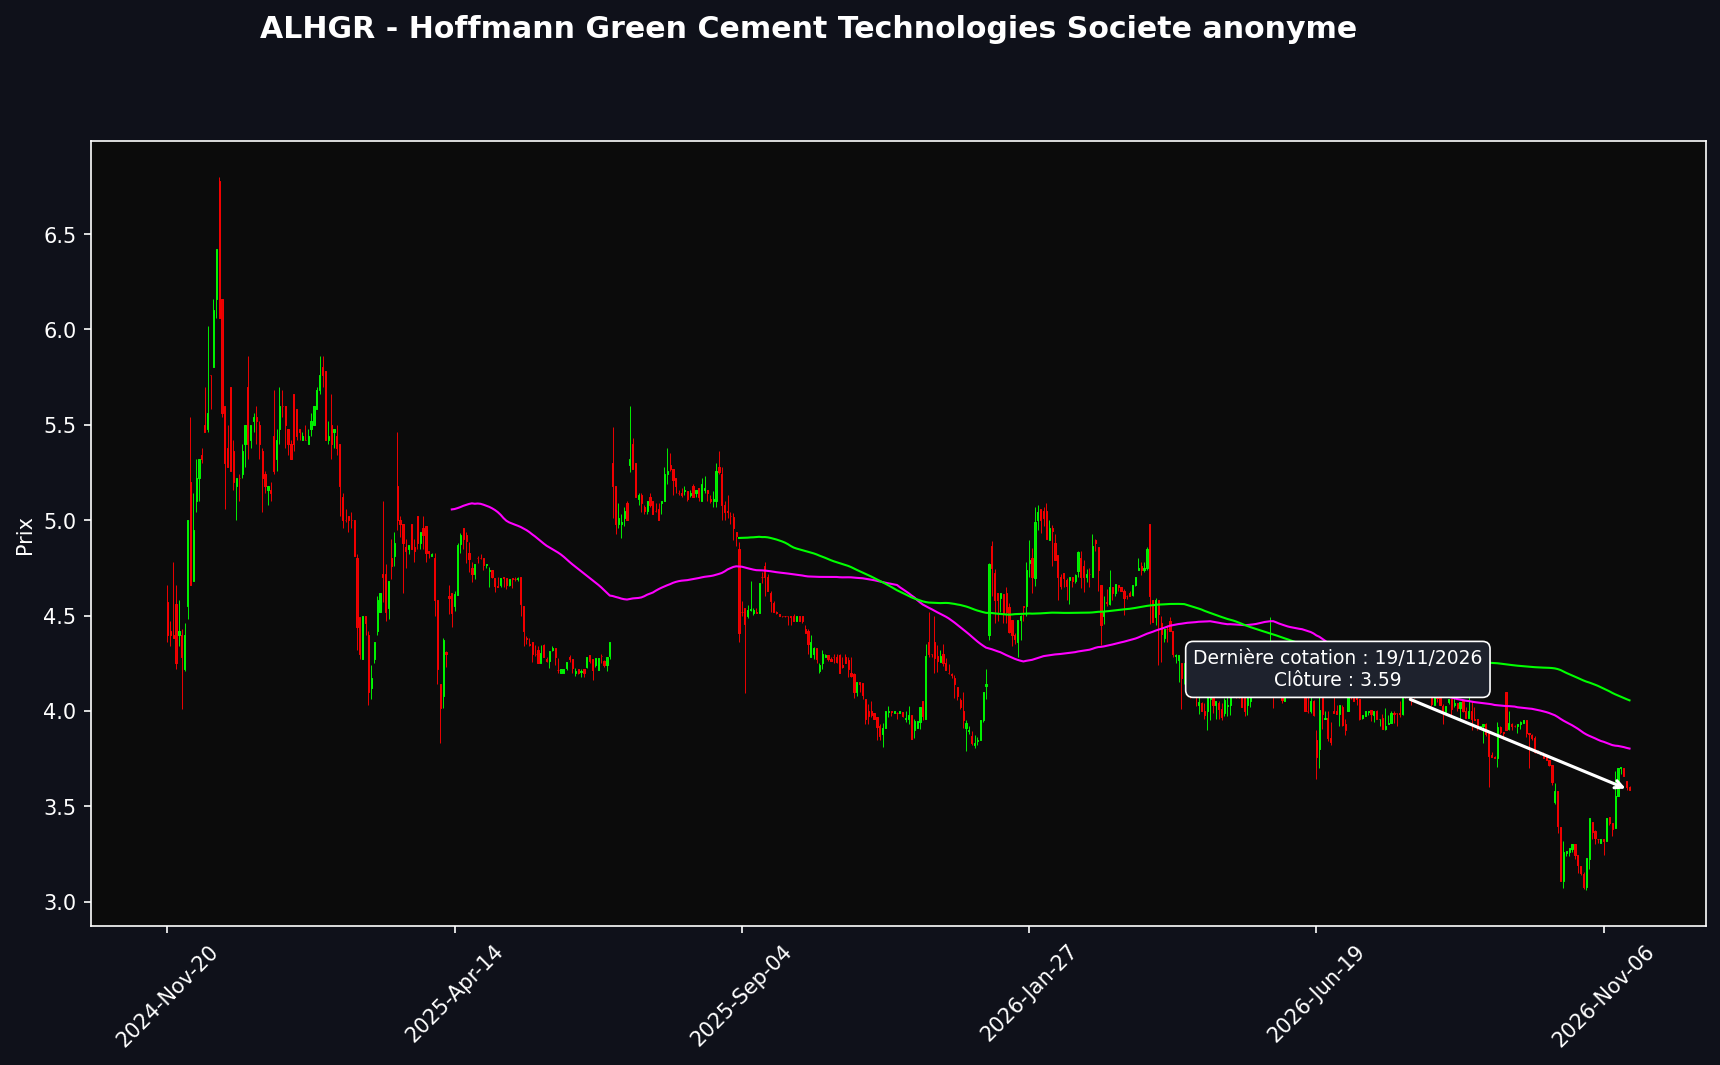 ALHGR - Hoffmann Green Cement Technologies Societe anonyme
Prix
6.5
6.0
5.5
5.0
4.5
4.0
3.5
3.0
Dernière cotation : 19/11/2026
Clôture : 3.59
2024-Nov-20
2025-Apr-14
2025-Sep-04
2026-Jan-27
2026-Jun-19
2026-Nov-06